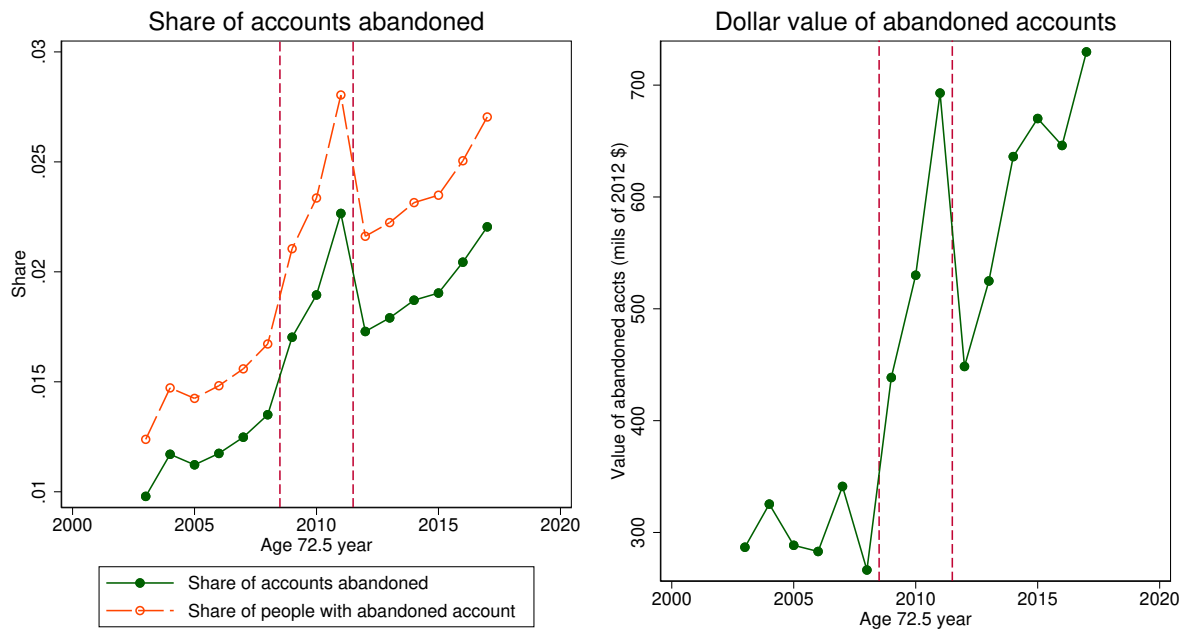 Share of accounts abandoned
Share
.03
.025
.02
.015
.01
2000
2005
2010
2015
2020
Age 72.5 year
Share of accounts abandoned
Share of people with abandoned account
Dollar value of abandoned accounts
Value of abandoned accts (mils of 2012 $)
700
600
500
400
300
2000
2005
2010
2015
2020
Age 72.5 year